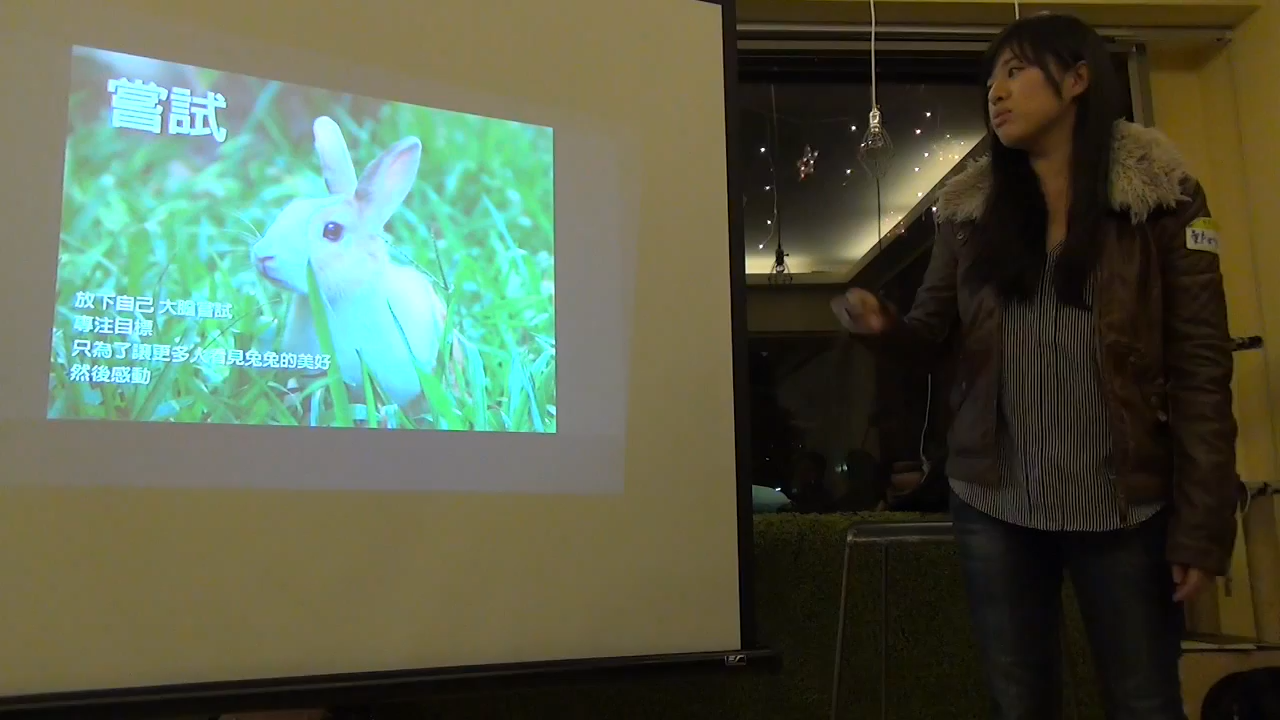 嘗試
放下自己 大膽嘗試
專注目標
只為了讓更多人看見兔兔的美好
然後感動